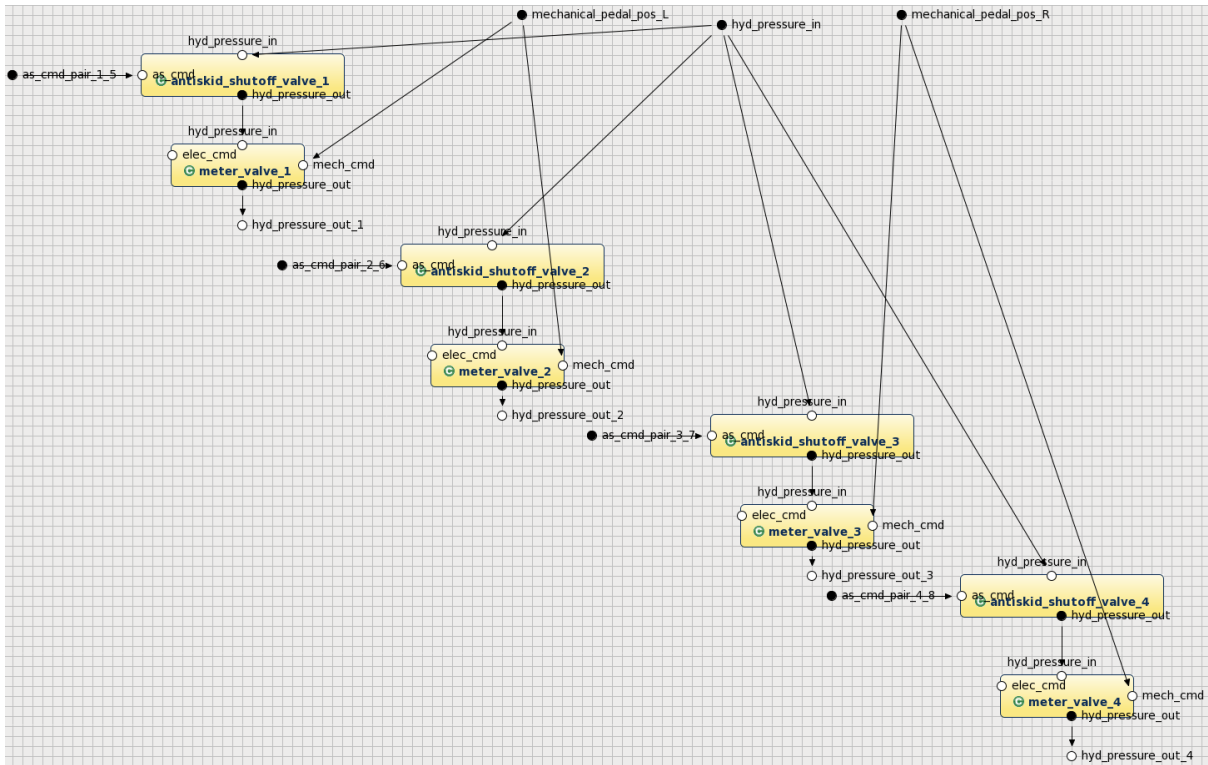 mechanical_pedal_pos_L
hyd_pressure_in
mechanical_pedal_pos_R
hyd_pressure_in
as_cmd_pair_1_5
as_cmd
antiskid_shutoff_valve_1
hyd_pressure_out
hyd_pressure_in
elec_cmd
mech_cmd
meter_valve_1
hyd_pressure_out
hyd_pressure_out_1
hyd_pressure_in
as_cmd_pair_2_6
as_cmd
antiskid_shutoff_valve_2
hyd_pressure_out
hyd_pressure_in
elec_cmd
mech_cmd
meter_valve_2
hyd_pressure_out
hyd_pressure_out_2
hyd_pressure_in
as_cmd_pair_3_7
as_cmd
antiskid_shutoff_valve_3
hyd_pressure_out
hyd_pressure_in
elec_cmd
mech_cmd
meter_valve_3
hyd_pressure_out
hyd_pressure_out_3
hyd_pressure_in
as_cmd_pair_4_8
as_cmd
antiskid_shutoff_valve_4
hyd_pressure_out
hyd_pressure_in
elec_cmd
mech_cmd
meter_valve_4
hyd_pressure_out
hyd_pressure_out_4